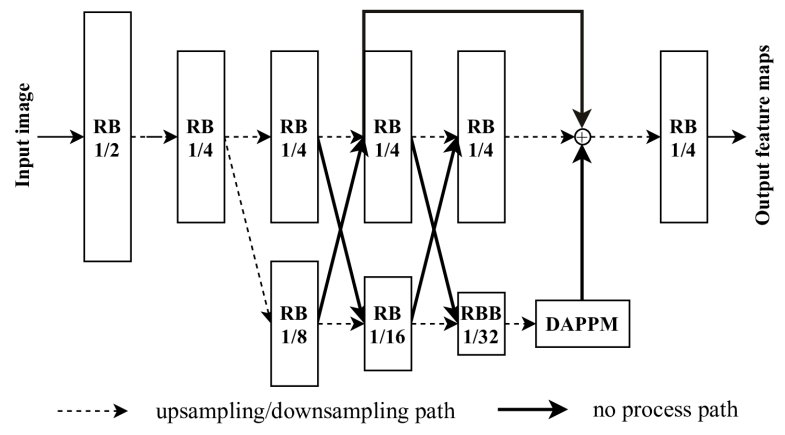 Input image
RB
1/2
RB
1/4
RB
1/4
RB
1/4
RB
1/4
RB
1/4
Output feature maps
RB
1/8
RB
1/16
RBB
1/32
DAPPM
upsampling/downsampling path
no process path